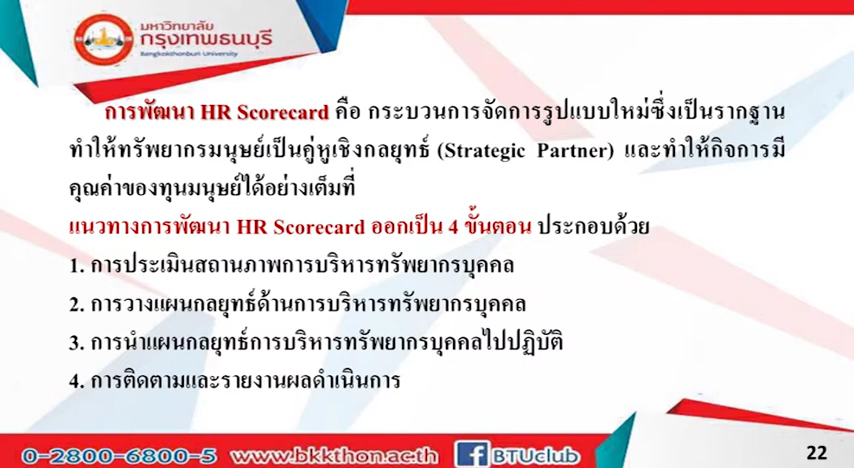 มหาวิทยาลัย
กรุงเทพธนบุรี
Bangkokthonburi University
การพัฒนา HR Scorecard คือ กระบวนการจัดการรูปแบบใหม่ซึ่งเป็นรากฐาน
ทำให้ทรัพยากรมนุษย์เป็นคู่หูเชิงกลยุทธ์ (Strategic Partner) และทำให้กิจการมี
คุณค่าของทุนมนุษย์ได้อย่างเต็มที่
แนวทางการพัฒนา HR Scorecard ออกเป็น 4 ขั้นตอน ประกอบด้วย
1. การประเมินสถานภาพการบริหารทรัพยากรบุคคล
2. การวางแผนกลยุทธ์ด้านการบริหารทรัพยากรบุคคล
3. การนำแผนกลยุทธ์การบริหารทรัพยากรบุคคลไปปฏิบัติ
4. การติดตามและรายงานผลดำเนินการ
0-2800-6800-5 www.bkkthon.ac.th f BTUclub
22